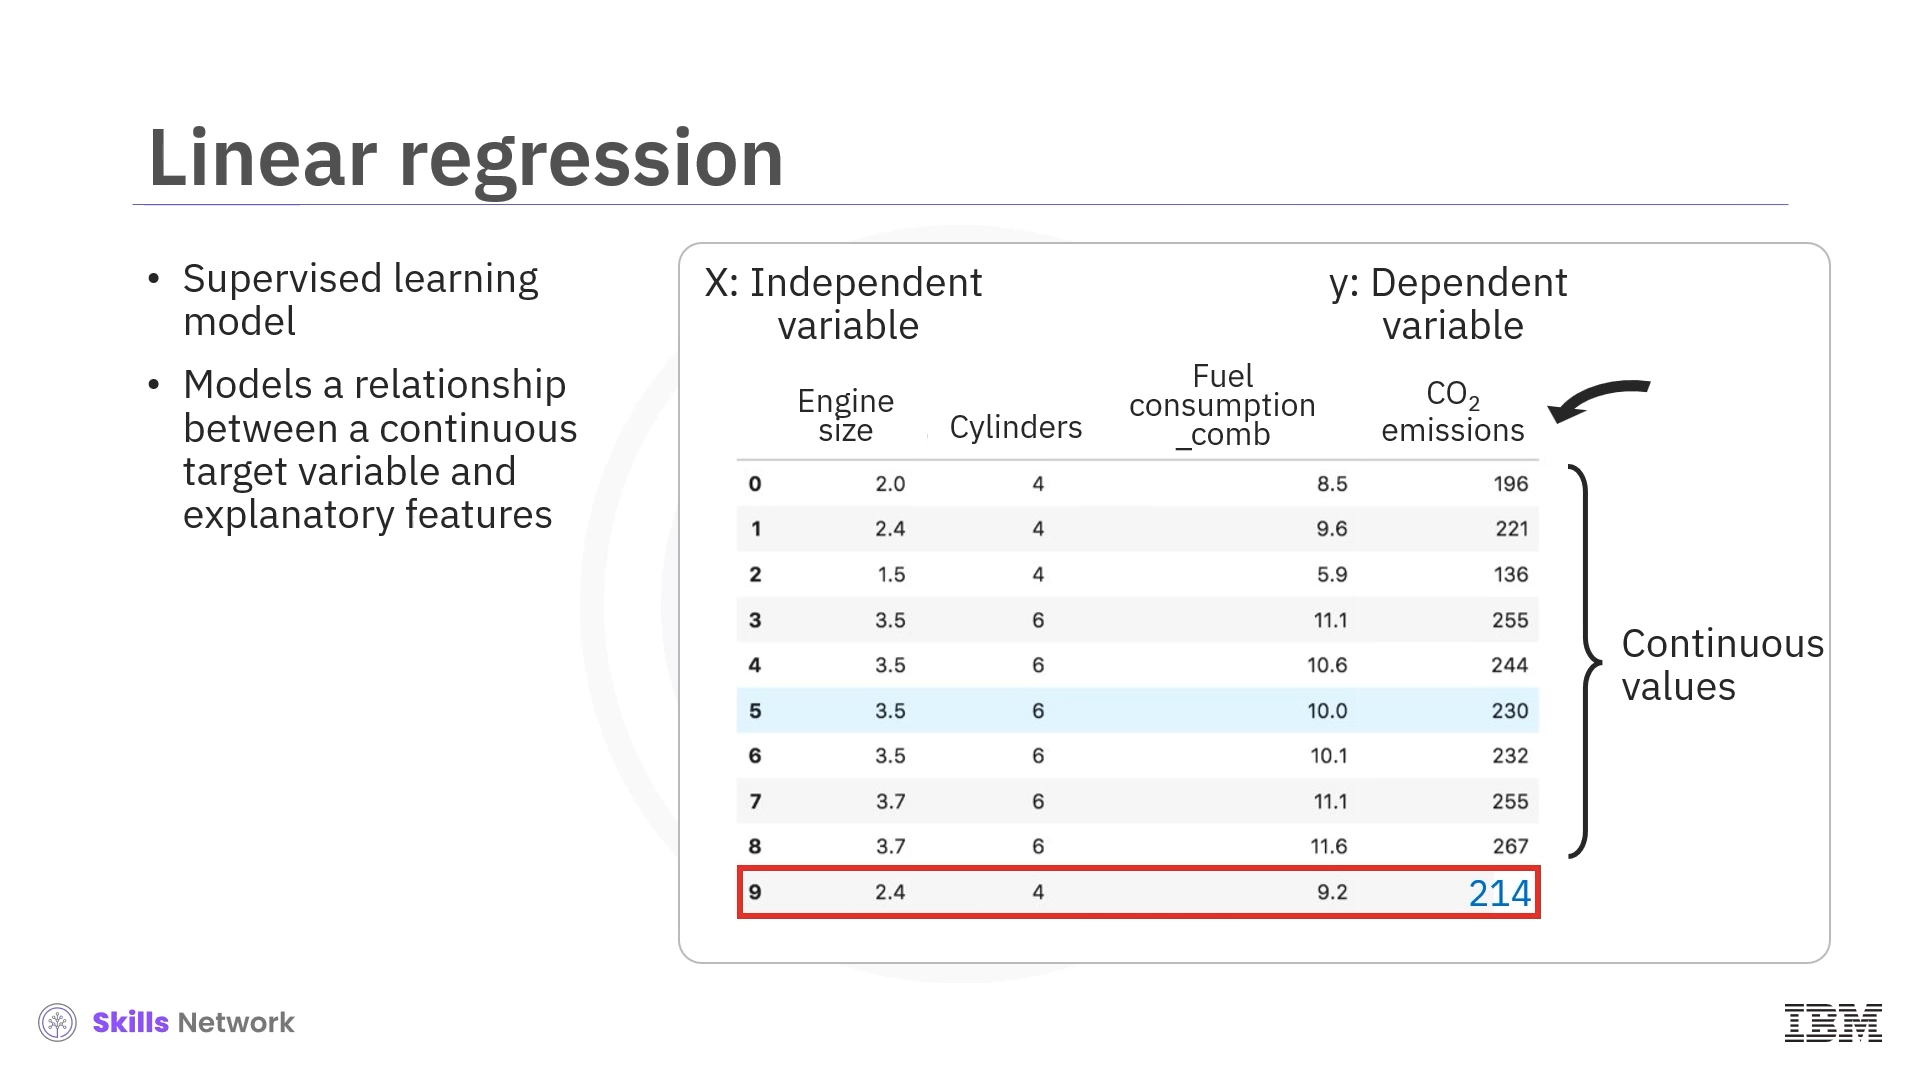 Linear regression
• Supervised learning
model
• Models a relationship
between a continuous
target variable and
explanatory features
X: Independent
variable
y: Dependent
variable
Engine
size
Cylinders
Fuel
consumption
_comb
CO₂
emissions
0 2.0 4 8.5 196
1 2.4 4 9.6 221
2 1.5 4 5.9 136
3 3.5 6 11.1 255
4 3.5 6 10.6 244
5 3.5 6 10.0 230
6 3.5 6 10.1 232
7 3.7 6 11.1 255
8 3.7 6 11.6 267
9 2.4 4 9.2 214
Continuous
values
Skills Network
IBM